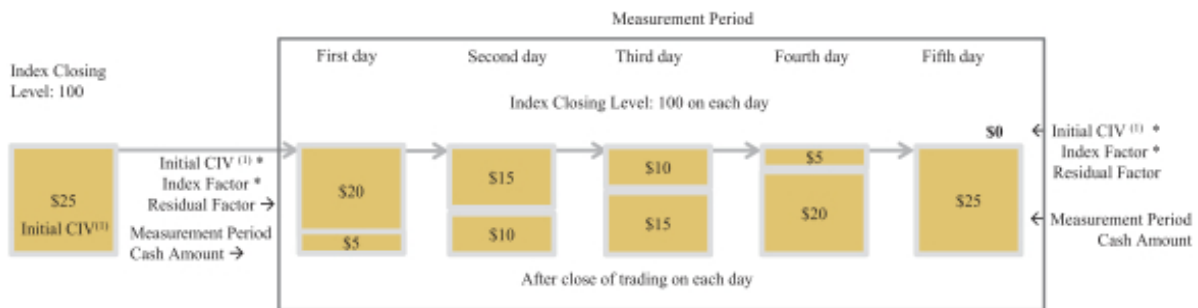 Measurement Period
First day
Second day
Third day
Fourth day
Fifth day
Index Closing
Level: 100
Index Closing Level: 100 on each day
$0
← Initial CIV (1) *
Index Factor *
Residual Factor
Initial CIV (1) *
Index Factor *
Residual Factor →
Measurement Period
Cash Amount →
$25
Initial CIV(1)
$20
$5
$15
$10
$10
$15
$5
$20
$25
← Measurement Period
Cash Amount
After close of trading on each day